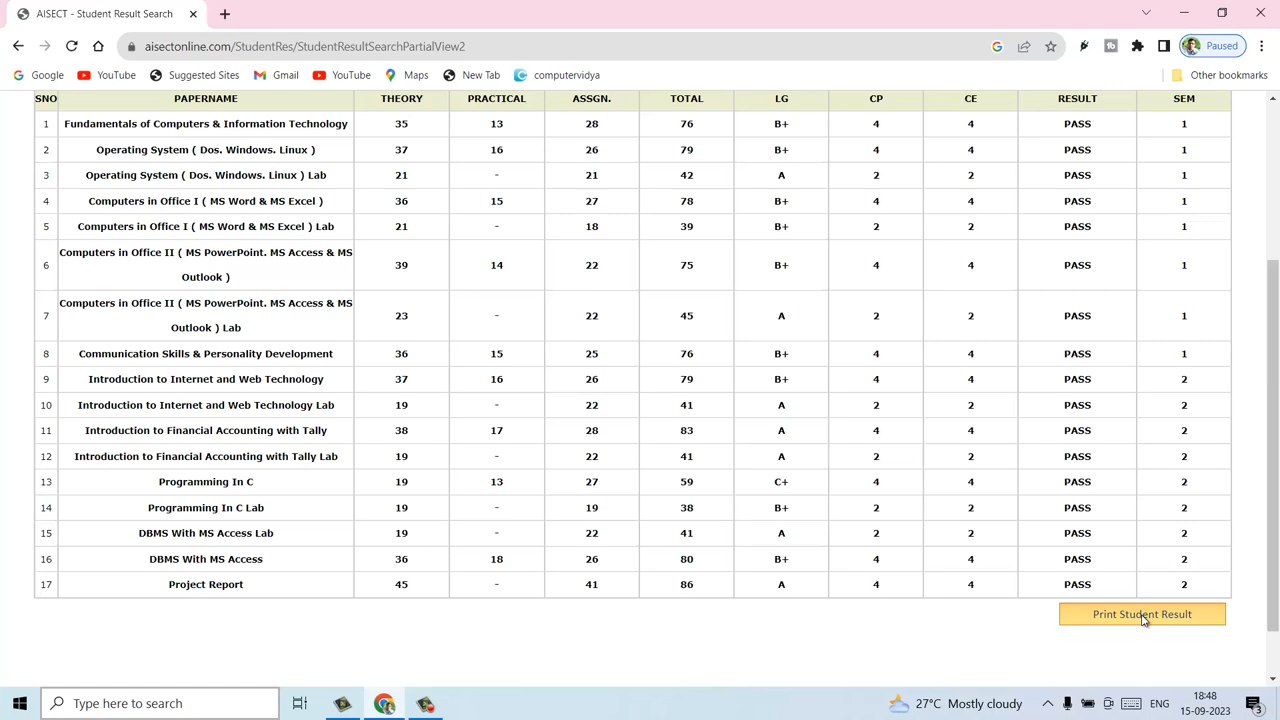 AISECT - Student Result Search
aisectonline.com/StudentRes/StudentResultSearchPartialView2
Paused
Google YouTube Suggested Sites Gmail YouTube Maps New Tab computervidya Other bookmarks
SNO PAPERNAME THEORY PRACTICAL ASSGN. TOTAL LG CP CE RESULT SEM
1 Fundamentals of Computers & Information Technology 35 13 28 76 B+ 4 4 PASS 1
2 Operating System ( Dos. Windows. Linux ) 37 16 26 79 B+ 4 4 PASS 1
3 Operating System ( Dos. Windows. Linux ) Lab 21 - 21 42 A 2 2 PASS 1
4 Computers in Office I ( MS Word & MS Excel ) 36 15 27 78 B+ 4 4 PASS 1
5 Computers in Office I ( MS Word & MS Excel ) Lab 21 - 18 39 B+ 2 2 PASS 1
Computers in Office II ( MS PowerPoint. MS Access & MS
6 39 14 22 75 B+ 4 4 PASS 1
Outlook )
Computers in Office II ( MS PowerPoint. MS Access & MS
7 23 - 22 45 A 2 2 PASS 1
Outlook ) Lab
8 Communication Skills & Personality Development 36 15 25 76 B+ 4 4 PASS 1
9 Introduction to Internet and Web Technology 37 16 26 79 B+ 4 4 PASS 2
10 Introduction to Internet and Web Technology Lab 19 - 22 41 A 2 2 PASS 2
11 Introduction to Financial Accounting with Tally 38 17 28 83 A 4 4 PASS 2
12 Introduction to Financial Accounting with Tally Lab 19 - 22 41 A 2 2 PASS 2
13 Programming In C 19 13 27 59 C+ 4 4 PASS 2
14 Programming In C Lab 19 - 19 38 B+ 2 2 PASS 2
15 DBMS With MS Access Lab 19 - 22 41 A 2 2 PASS 2
16 DBMS With MS Access 36 18 26 80 B+ 4 4 PASS 2
17 Project Report 45 - 41 86 A 4 4 PASS 2
Print Student Result
Type here to search
27°C Mostly cloudy
ENG
18:48
15-09-2023
3